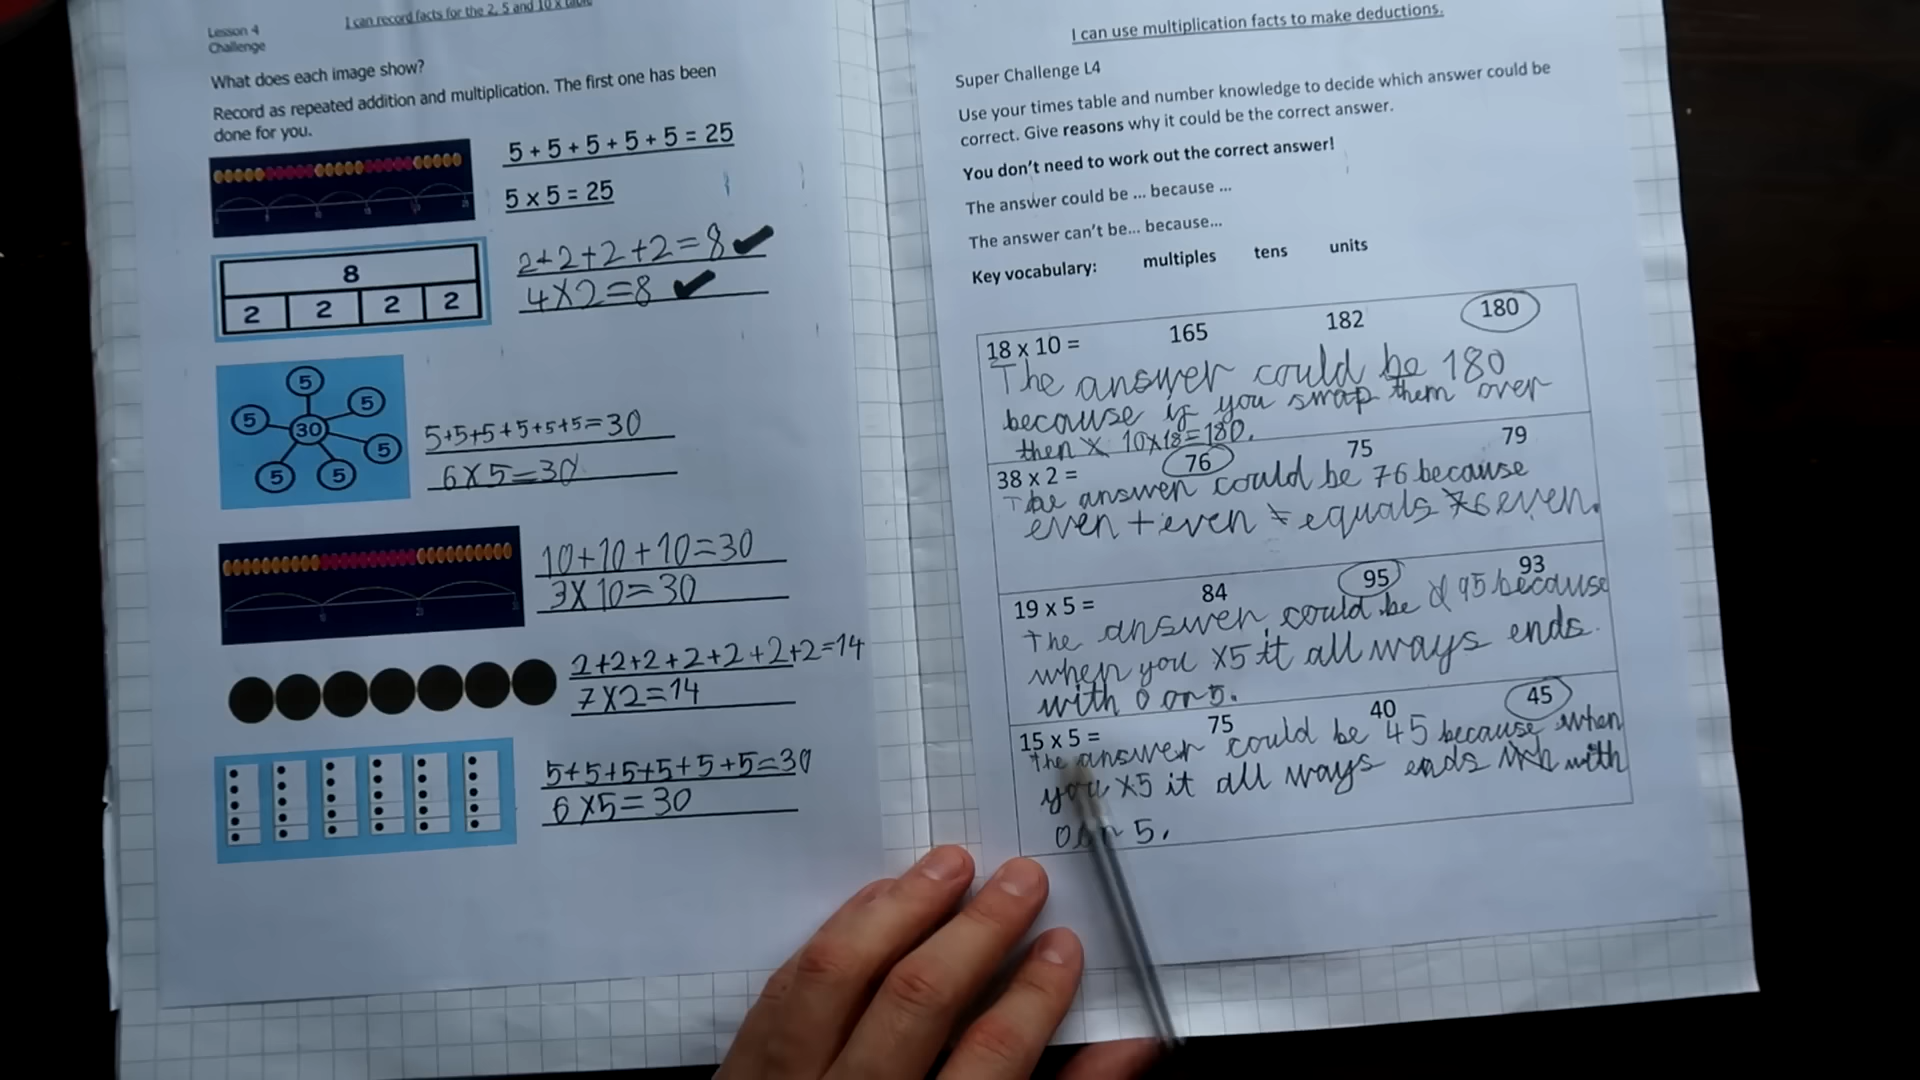 Lesson 4
Challenge
I can record facts for the 2, 5 and 10 x table
What does each image show?
Record as repeated addition and multiplication. The first one has been
done for you.
5 + 5 + 5 + 5 + 5 = 25
5 x 5 = 25
8
2 2 2 2
2+2+2+2=8
4X2=8
5
5
5
30
5
5
5
5+5+5+5+5+5=30
6X5=30
10+10+10=30
3X10=30
2+2+2+2+2+2+2=14
7X2=14
5+5+5+5+5+5=30
6X5=30
I can use multiplication facts to make deductions.
Super Challenge L4
Use your times table and number knowledge to decide which answer could be
correct. Give reasons why it could be the correct answer.
You don't need to work out the correct answer!
The answer could be ... because ...
The answer can't be... because...
Key vocabulary: multiples tens units
18 x 10 = 165 182 180
The answer could be 180
because if you swap them over
then X 10x18=180.
38 x 2 = 76 75 79
The answer could be 76 because
even + even = equals 76 even.
19 x 5 = 84 95 93
The answer could be 95 because
when you X5 it all ways ends
with 0 or 5.
15 x 5 = 75 40 45
The answer could be 45 because when
you X5 it all ways ends with
0 or 5.